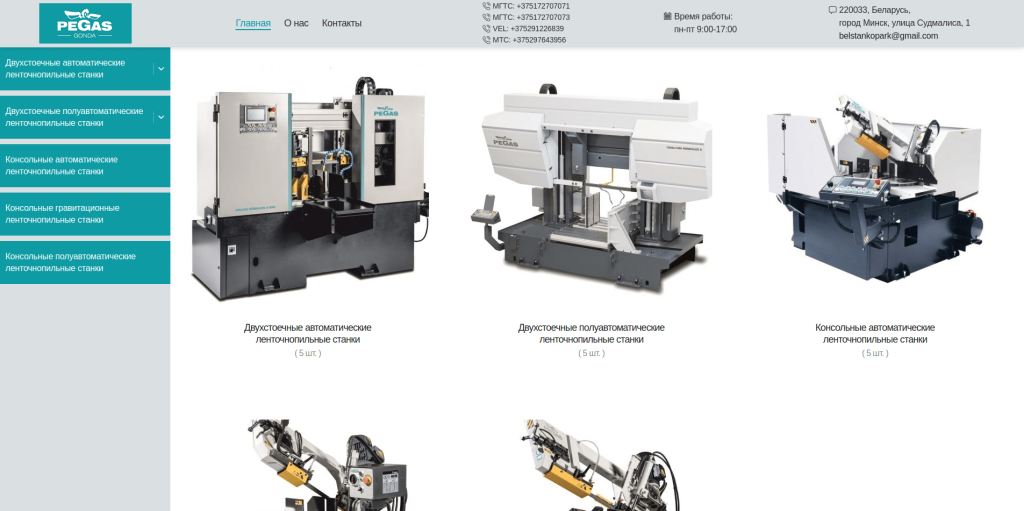 PEGAS
GONDA
Главная О нас Контакты
МГТС: +375172707071
МГТС: +375172707073
VEL: +375291226839
МТС: +375297643956
Время работы:
пн-пт 9:00-17:00
220033, Беларусь,
город Минск, улица Судмалиса, 1
belstankopark@gmail.com
Двухстоечные автоматические
ленточнопильные станки
Двухстоечные полуавтоматические
ленточнопильные станки
Консольные автоматические
ленточнопильные станки
Консольные гравитационные
ленточнопильные станки
Консольные полуавтоматические
ленточнопильные станки
PEGAS
PEGAS
Двухстоечные автоматические
ленточнопильные станки
( 5 шт. )
Двухстоечные полуавтоматические
ленточнопильные станки
( 5 шт. )
Консольные автоматические
ленточнопильные станки
( 5 шт. )